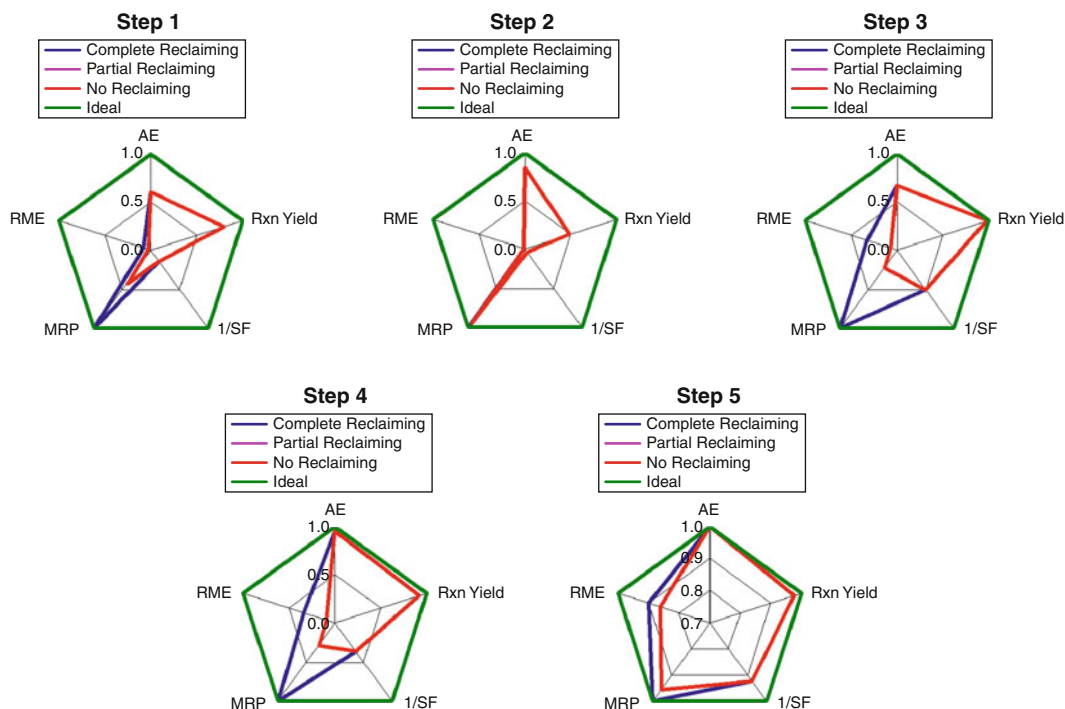 Step 1
Complete Reclaiming
Partial Reclaiming
No Reclaiming
Ideal
AE
1.0
0.5
0.0
RME
Rxn Yield
MRP
1/SF
Step 2
Complete Reclaiming
Partial Reclaiming
No Reclaiming
Ideal
AE
1.0
0.5
0.0
RME
Rxn Yield
MRP
1/SF
Step 3
Complete Reclaiming
Partial Reclaiming
No Reclaiming
Ideal
AE
1.0
0.5
0.0
RME
Rxn Yield
MRP
1/SF
Step 4
Complete Reclaiming
Partial Reclaiming
No Reclaiming
Ideal
AE
1.0
0.5
0.0
RME
Rxn Yield
MRP
1/SF
Step 5
Complete Reclaiming
Partial Reclaiming
No Reclaiming
Ideal
AE
1.0
0.9
0.8
0.7
RME
Rxn Yield
MRP
1/SF